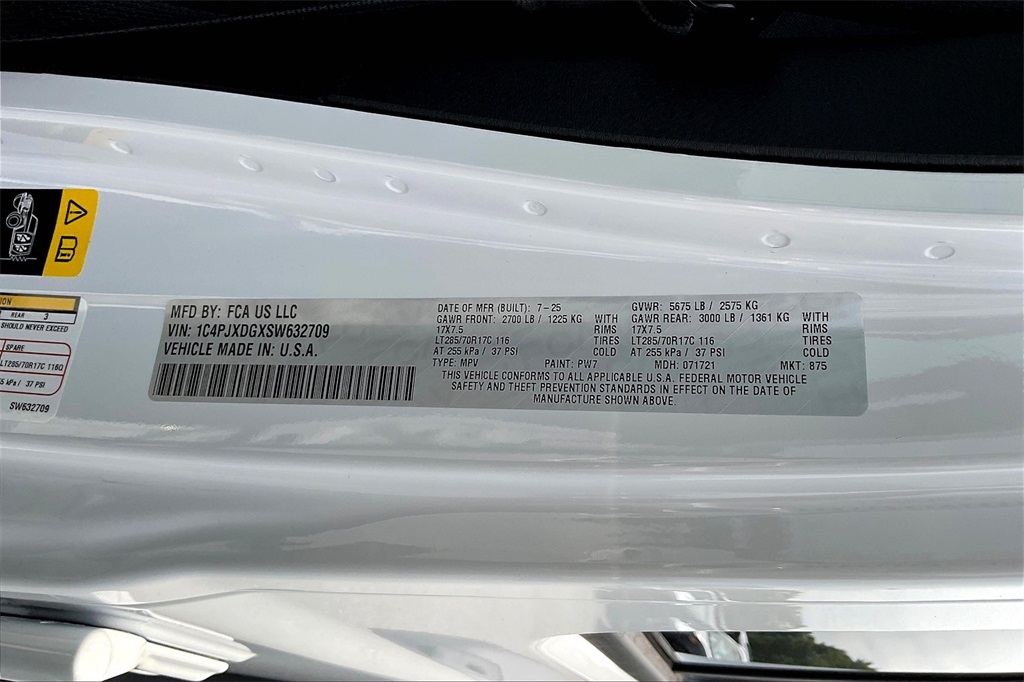 ION
REAR 3
SHOULD NEVER EXCEED
SPARE
LT285/70R17C 116Q
5 kPa / 37 PSI
SW632709
MFD BY: FCA US LLC
VIN: 1C4PJXDGXSW632709
VEHICLE MADE IN: U.S.A.
DATE OF MFR (BUILT): 7-25 GVWR: 5675 LB / 2575 KG
GAWR FRONT: 2700 LB / 1225 KG WITH GAWR REAR: 3000 LB / 1361 KG WITH
17X7.5 RIMS 17X7.5 RIMS
LT285/70R17C 116 TIRES LT285/70R17C 116 TIRES
AT 255 kPa / 37 PSI COLD AT 255 kPa / 37 PSI COLD
TYPE: MPV PAINT: PW7 MDH: 071721 MKT: 875
THIS VEHICLE CONFORMS TO ALL APPLICABLE U.S.A. FEDERAL MOTOR VEHICLE
SAFETY AND THEFT PREVENTION STANDARDS IN EFFECT ON THE DATE OF
MANUFACTURE SHOWN ABOVE.